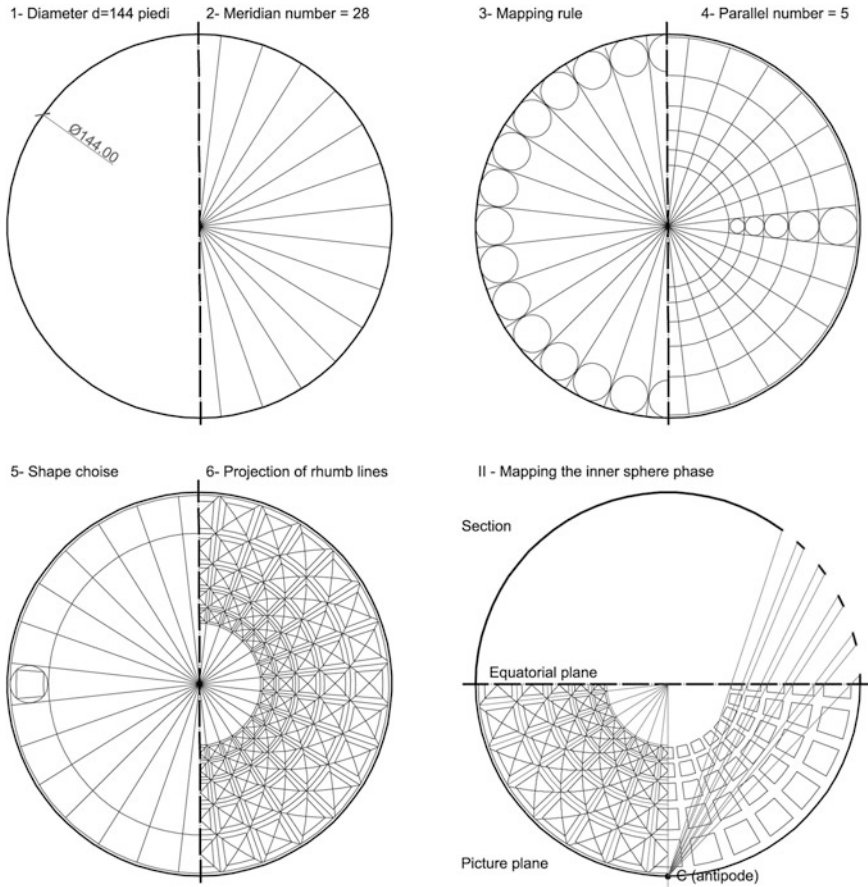 1- Diameter d=144 piedi
2- Meridian number = 28
3- Mapping rule
4- Parallel number = 5
Ø144.00
5- Shape choise
6- Projection of rhumb lines
II - Mapping the inner sphere phase
Section
Equatorial plane
Picture plane
C (antipode)